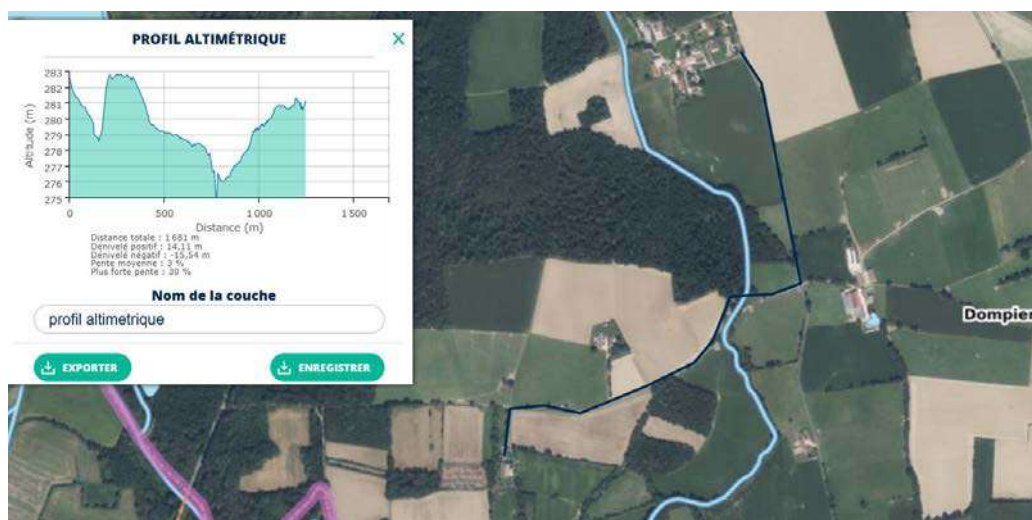 PROFIL ALTIMÉTRIQUE
283
282
281
280
279
278
277
276
275
Altitude (m)
0
500
1 000
1 500
Distance (m)
Distance totale : 1 681 m
Dénivelé positif : 14,11 m
Dénivelé négatif : -15,54 m
Pente moyenne : 3 %
Plus forte pente : 30 %
Nom de la couche
profil altimetrique
EXPORTER
ENREGISTRER
Dompier